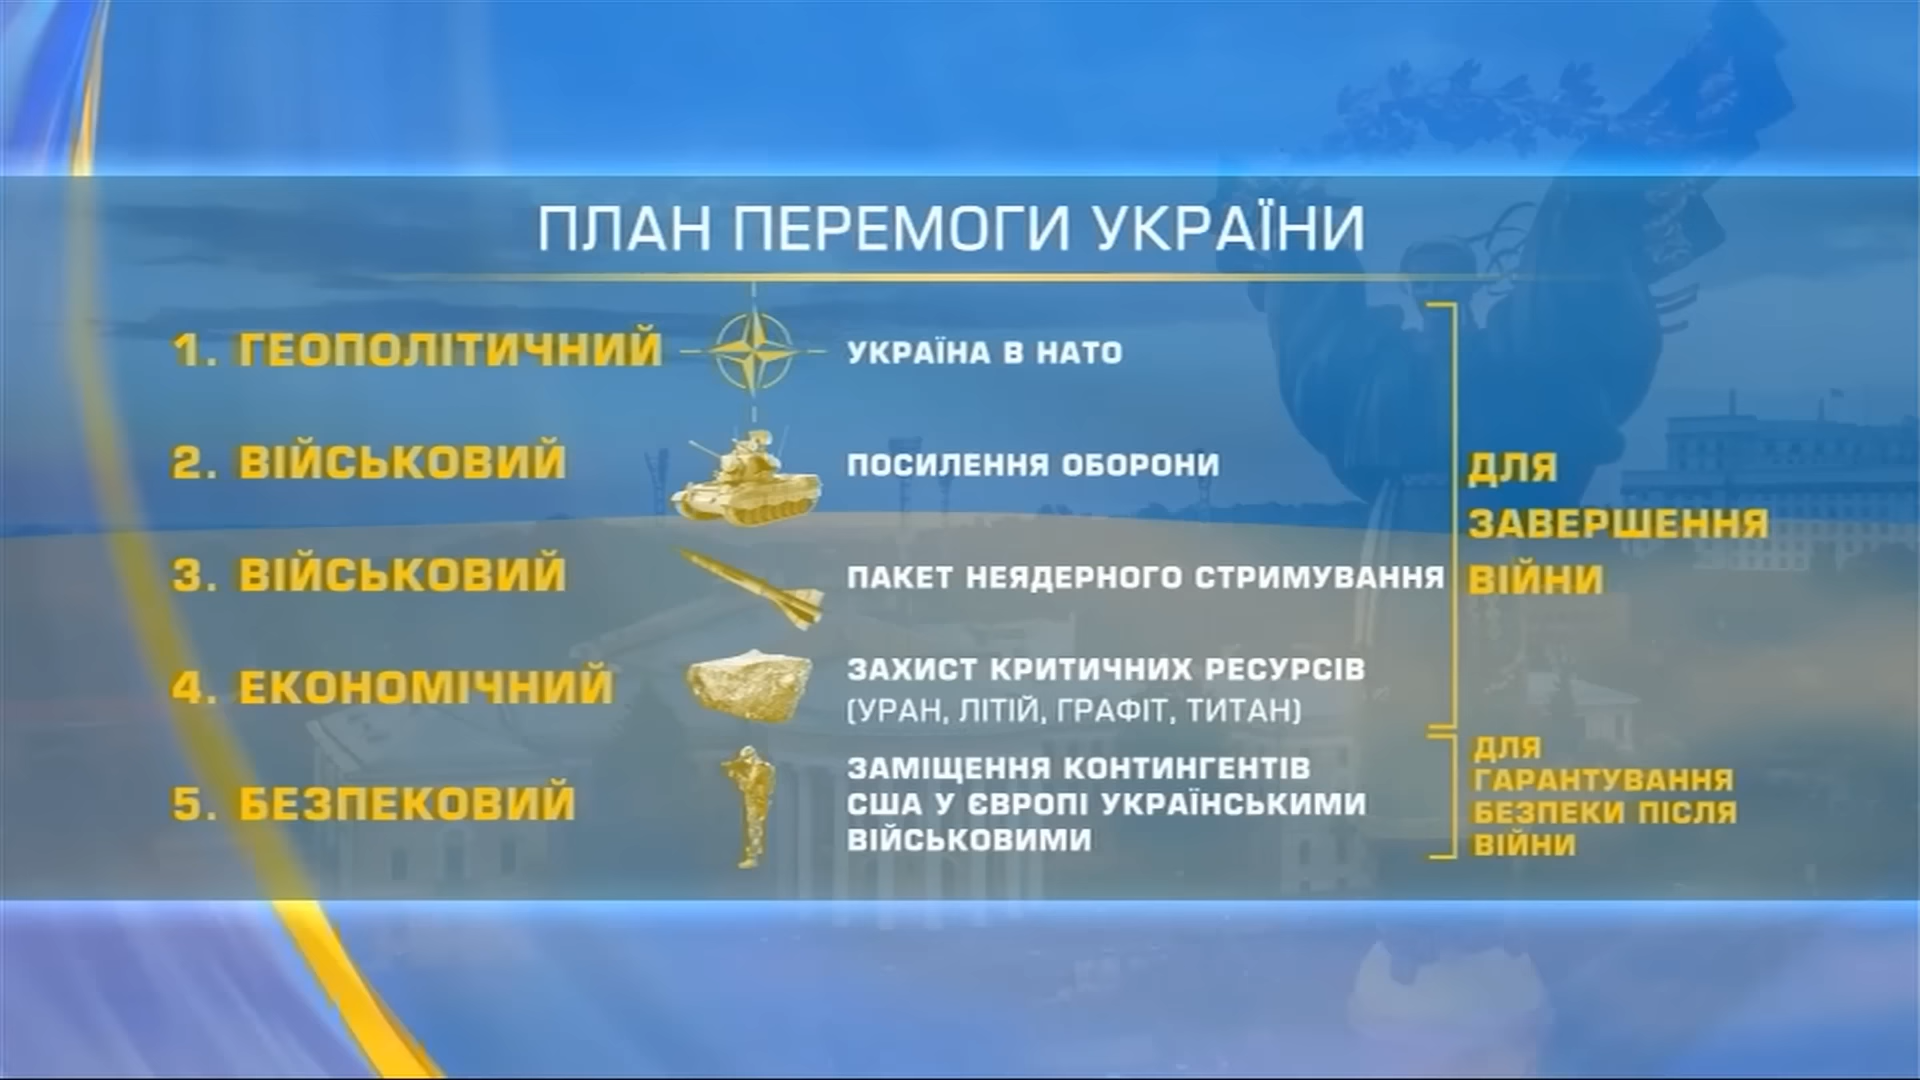 ПЛАН ПЕРЕМОГИ УКРАЇНИ
1. ГЕОПОЛІТИЧНИЙ
УКРАЇНА В НАТО
2. ВІЙСЬКОВИЙ
ПОСИЛЕННЯ ОБОРОНИ
3. ВІЙСЬКОВИЙ
ПАКЕТ НЕЯДЕРНОГО СТРИМУВАННЯ
4. ЕКОНОМІЧНИЙ
ЗАХИСТ КРИТИЧНИХ РЕСУРСІВ
(УРАН, ЛІТІЙ, ГРАФІТ, ТИТАН)
5. БЕЗПЕКОВИЙ
ЗАМІЩЕННЯ КОНТИНГЕНТІВ
США У ЄВРОПІ УКРАЇНСЬКИМИ
ВІЙСЬКОВИМИ
ДЛЯ
ЗАВЕРШЕННЯ
ВІЙНИ
ДЛЯ
ГАРАНТУВАННЯ
БЕЗПЕКИ ПІСЛЯ
ВІЙНИ